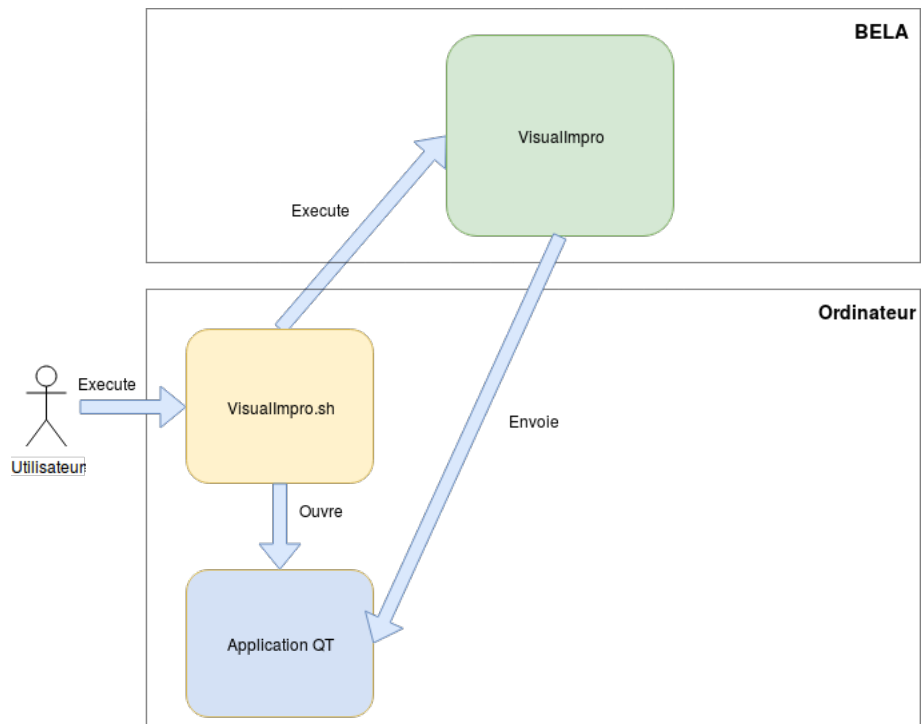 BELA
VisualImpro
Execute
Ordinateur
Execute
VisualImpro.sh
Envoie
Utilisateur
Ouvre
Application QT